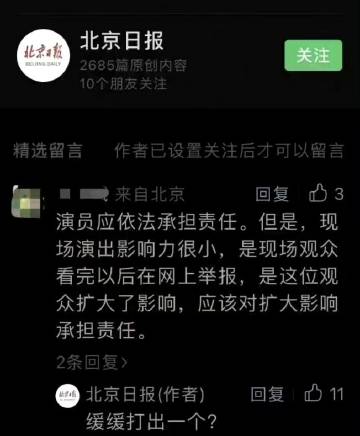 北京日报
BEIJING DAILY
北京日报
2685篇原创内容
10个朋友关注
关注
精选留言 作者已设置关注后才可以留言
来自北京 回复 3
演员应依法承担责任。但是,现
场演出影响力很小,是现场观众
看完以后在网上举报,是这位观
众扩大了影响,应该对扩大影响
承担责任。
2条回复>
北京日报
北京日报(作者) 回复 11
缓缓打出一个?